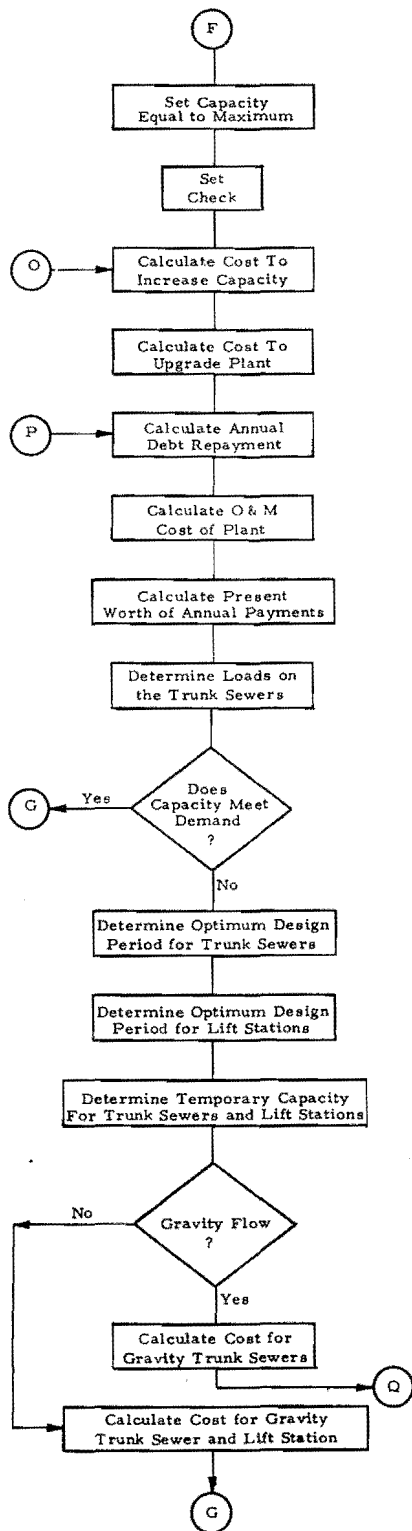 F
Set Capacity
Equal to Maximum
Set
Check
O
Calculate Cost To
Increase Capacity
Calculate Cost To
Upgrade Plant
P
Calculate Annual
Debt Repayment
Calculate O & M
Cost of Plant
Calculate Present
Worth of Annual Payments
Determine Loads on
the Trunk Sewers
Does
Capacity Meet
Demand
?
G
Yes
No
Determine Optimum Design
Period for Trunk Sewers
Determine Optimum Design
Period for Lift Stations
Determine Temporary Capacity
For Trunk Sewers and Lift Stations
No
Gravity Flow
?
Yes
Calculate Cost for
Gravity Trunk Sewers
Q
Calculate Cost for Gravity
Trunk Sewer and Lift Station
G